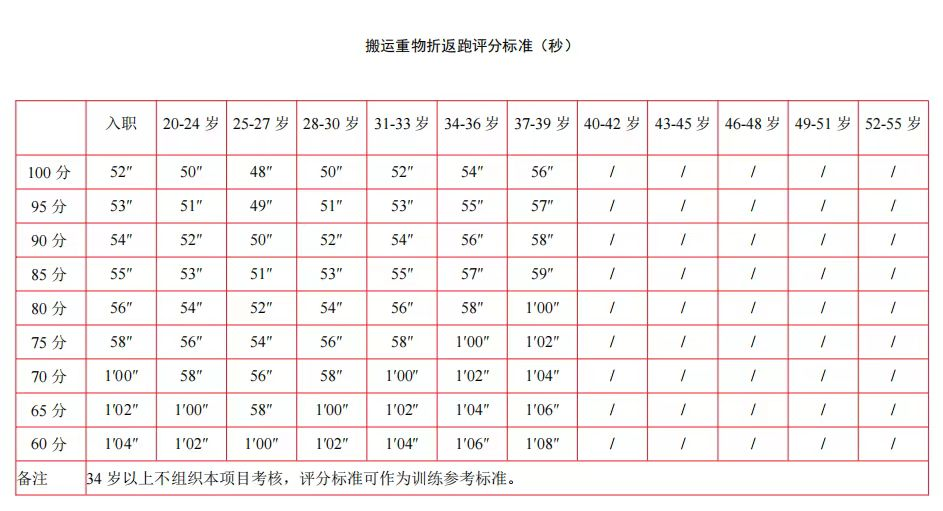 搬运重物折返跑评分标准（秒）
入职 20-24 岁 25-27 岁 28-30 岁 31-33 岁 34-36 岁 37-39 岁 40-42 岁 43-45 岁 46-48 岁 49-51 岁 52-55 岁
100 分 52″ 50″ 48″ 50″ 52″ 54″ 56″ / / / / /
95 分 53″ 51″ 49″ 51″ 53″ 55″ 57″ / / / / /
90 分 54″ 52″ 50″ 52″ 54″ 56″ 58″ / / / / /
85 分 55″ 53″ 51″ 53″ 55″ 57″ 59″ / / / / /
80 分 56″ 54″ 52″ 54″ 56″ 58″ 1′00″ / / / / /
75 分 58″ 56″ 54″ 56″ 58″ 1′00″ 1′02″ / / / / /
70 分 1′00″ 58″ 56″ 58″ 1′00″ 1′02″ 1′04″ / / / / /
65 分 1′02″ 1′00″ 58″ 1′00″ 1′02″ 1′04″ 1′06″ / / / / /
60 分 1′04″ 1′02″ 1′00″ 1′02″ 1′04″ 1′06″ 1′08″ / / / / /
备注 34 岁以上不组织本项目考核，评分标准可作为训练参考标准。